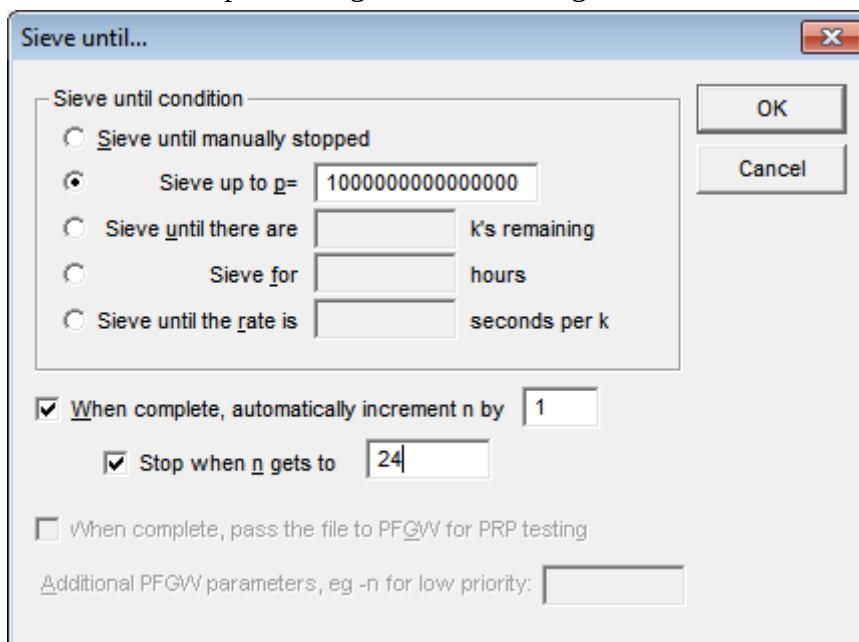 Sieve until...
Sieve until condition
OK
Sieve until manually stopped
Sieve up to p= 1000000000000000
Cancel
Sieve until there are k's remaining
Sieve for hours
Sieve until the rate is seconds per k
When complete, automatically increment n by 1
Stop when n gets to 24
When complete, pass the file to PFGW for PRP testing
Additional PFGW parameters, eg -n for low priority: